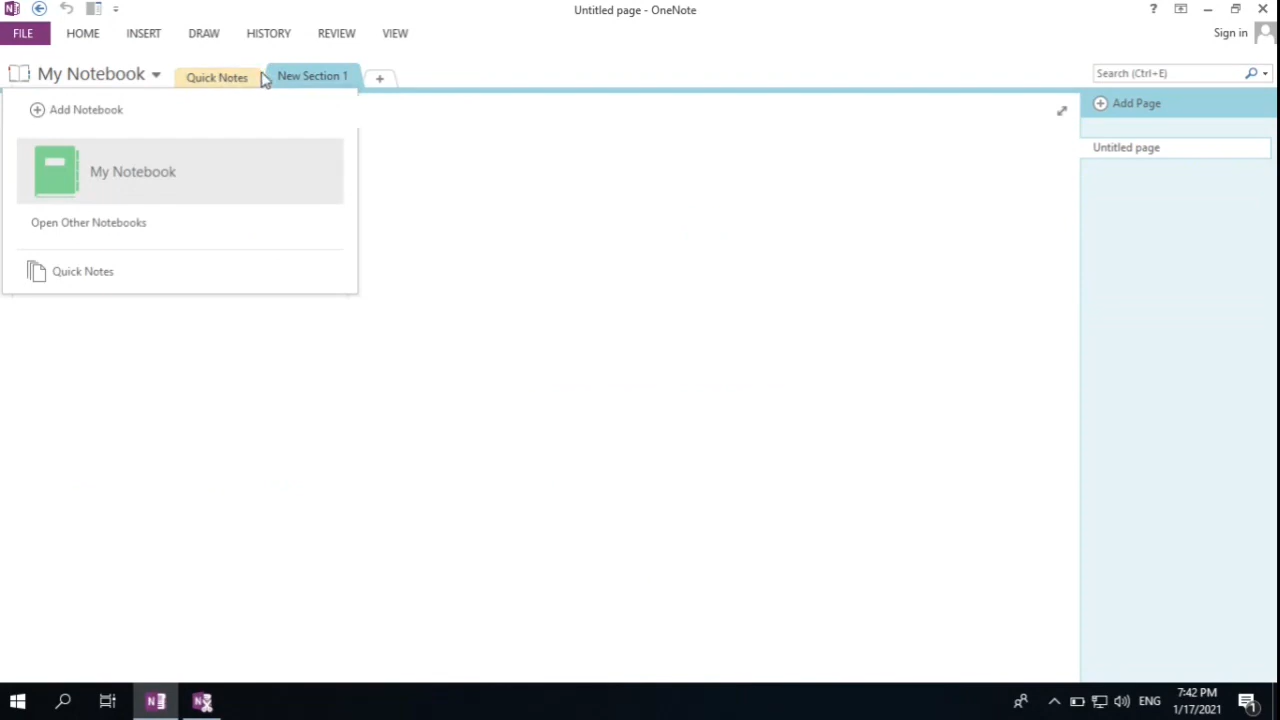 Untitled page - OneNote
?
FILE HOME INSERT DRAW HISTORY REVIEW VIEW
Sign in
My Notebook
Quick Notes
New Section 1
+
Search (Ctrl+E)
Add Notebook
Add Page
My Notebook
Untitled page
Open Other Notebooks
Quick Notes
ENG
7:42 PM
1/17/2021
1